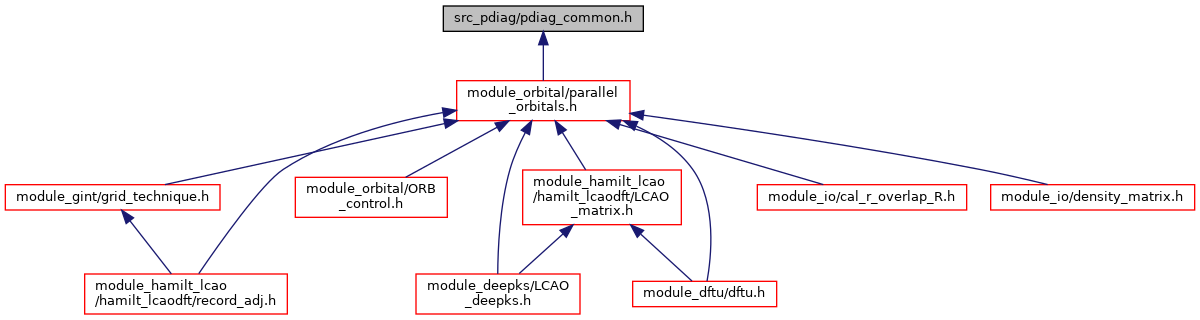 src_pdiag/pdiag_common.h
module_orbital/parallel
_orbitals.h
module_gint/grid_technique.h
module_orbital/ORB
_control.h
module_hamilt_lcao
/hamilt_lcaodft/LCAO
_matrix.h
module_io/cal_r_overlap_R.h
module_io/density_matrix.h
module_hamilt_lcao
/hamilt_lcaodft/record_adj.h
module_deepks/LCAO
_deepks.h
module_dftu/dftu.h